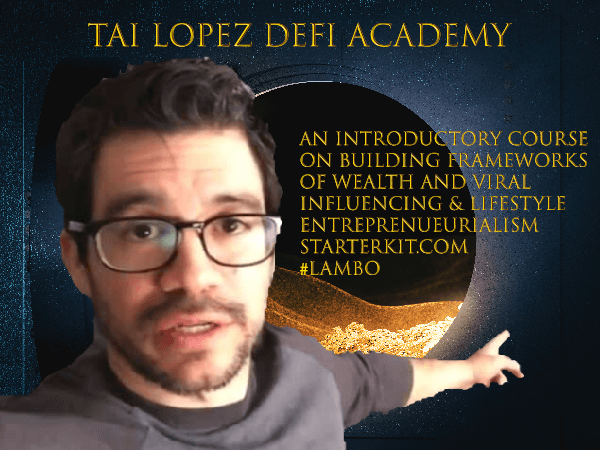 TAI LOPEZ DEFI ACADEMY
AN INTRODUCTORY COURSE
ON BUILDING FRAMEWORKS
OF WEALTH AND VIRAL
INFLUENCING & LIFESTYLE
ENTREPRENUEURIALISM
STARTERKIT.COM
#LAMBO